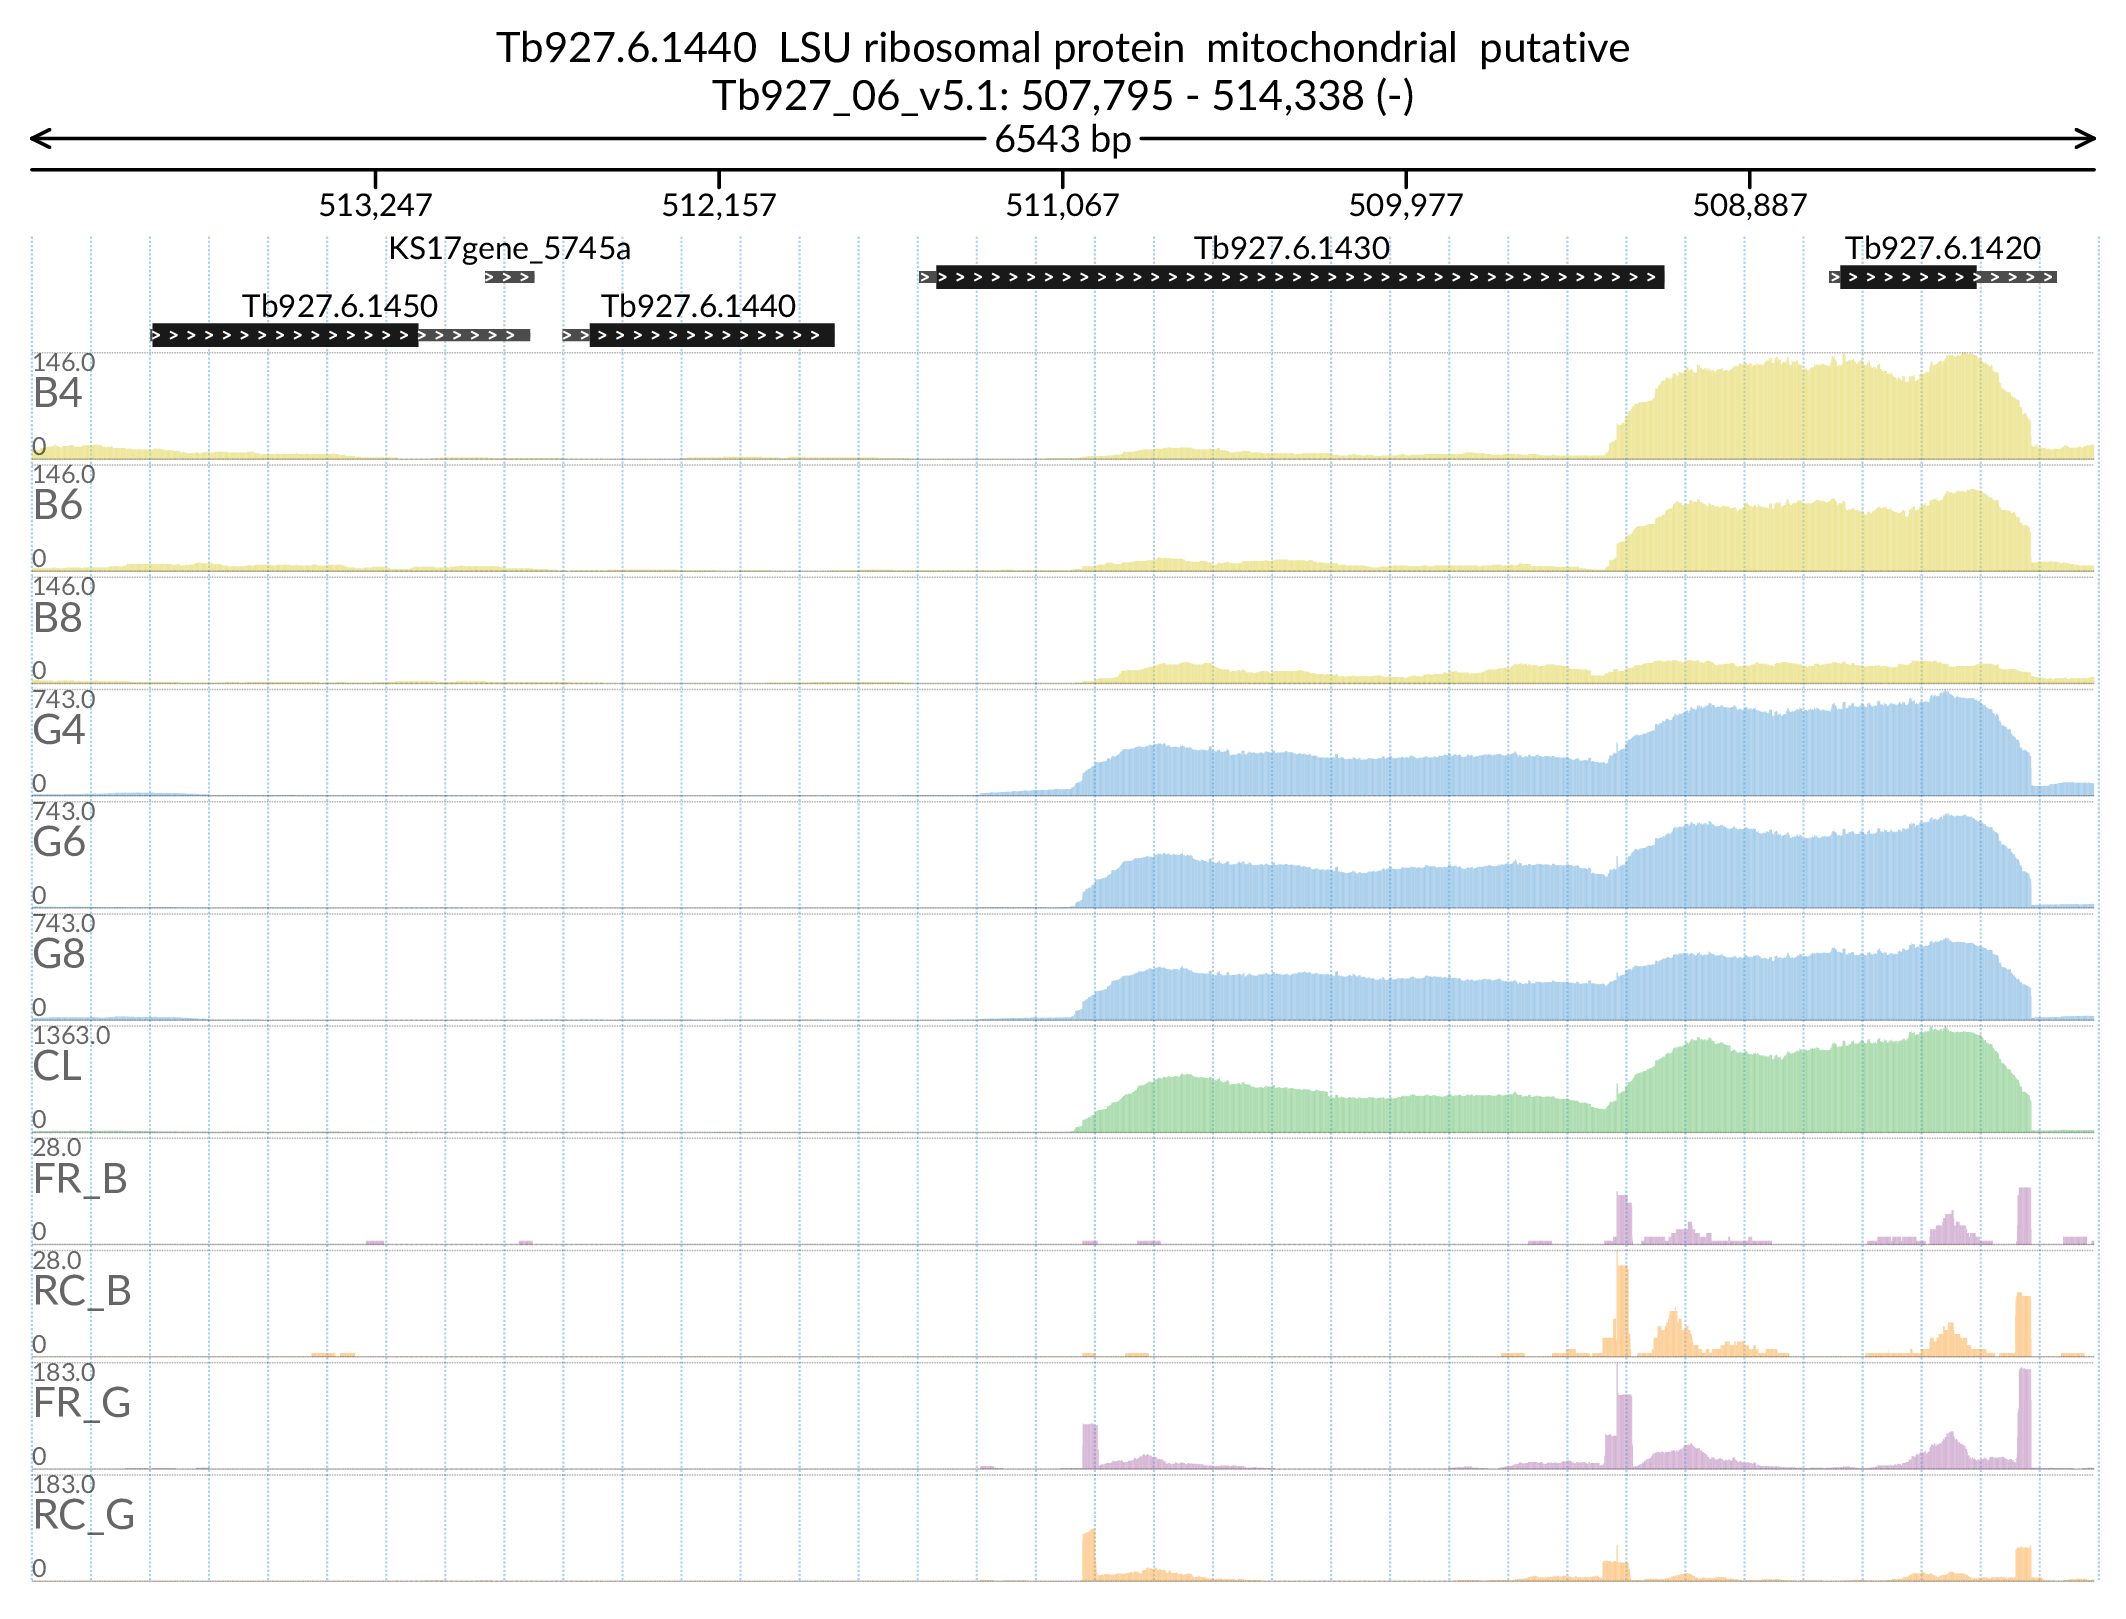 Tb927.6.1440 LSU ribosomal protein mitochondrial putative
Tb927_06_v5.1: 507,795 - 514,338 (-)
6543 bp
513,247 512,157 511,067 509,977 508,887
KS17gene_5745a Tb927.6.1430 Tb927.6.1420
Tb927.6.1450 Tb927.6.1440
146.0
B4
0
146.0
B6
0
146.0
B8
0
743.0
G4
0
743.0
G6
0
743.0
G8
0
1363.0
CL
0
28.0
FR_B
0
28.0
RC_B
0
183.0
FR_G
0
183.0
RC_G
0